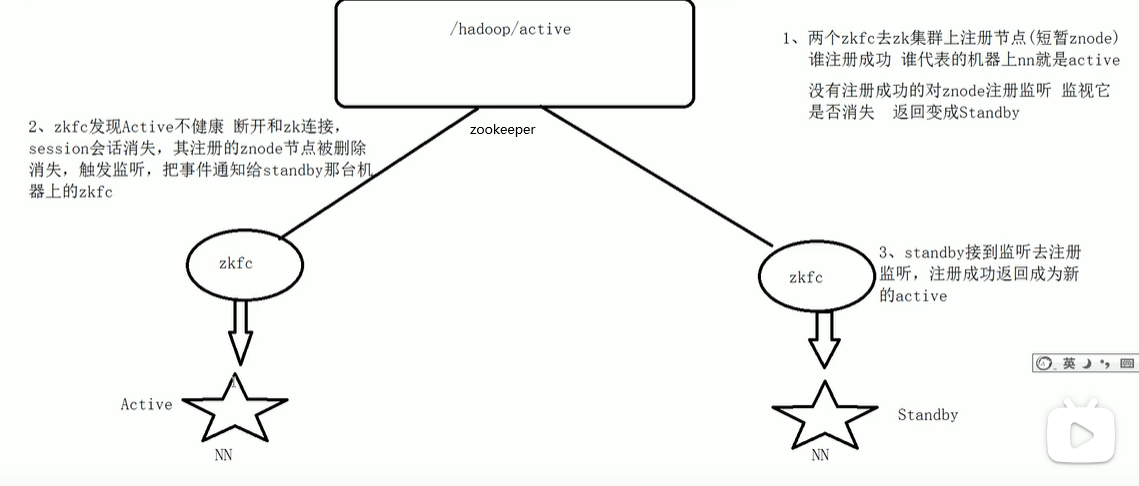 /hadoop/active
1、两个zkfc去zk集群上注册节点(短暂znode)
谁注册成功 谁代表的机器上nn就是active
没有注册成功的对znode注册监听 监视它
是否消失 返回变成Standby
zookeeper
2、zkfc发现Active不健康 断开和zk连接，
session会话消失，其注册的znode节点被删除
消失，触发监听，把事件通知给standby那台机
器上的zkfc
zkfc
zkfc
3、standby接到监听去注册
监听，注册成功返回成为新
的active
英
Active
Standby
NN
NN